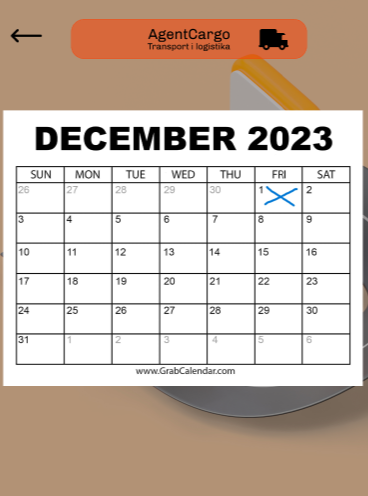 AgentCargo
Transport i logistika
DECEMBER 2023
SUN MON TUE WED THU FRI SAT
26 27 28 29 30 1 2
3 4 5 6 7 8 9
10 11 12 13 14 15 16
17 18 19 20 21 22 23
24 25 26 27 28 29 30
31 1 2 3 4 5 6
www.GrabCalendar.com